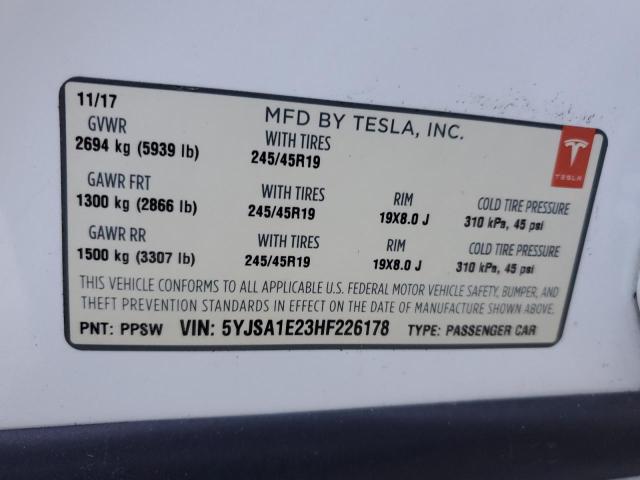 11/17
MFD BY TESLA, INC.
GVWR
2694 kg (5939 lb)
WITH TIRES
245/45R19
TESLA
GAWR FRT
1300 kg (2866 lb)
WITH TIRES
245/45R19
RIM
19X8.0 J
COLD TIRE PRESSURE
310 kPa, 45 psi
GAWR RR
1500 kg (3307 lb)
WITH TIRES
245/45R19
RIM
19X8.0 J
COLD TIRE PRESSURE
310 kPa, 45 psi
THIS VEHICLE CONFORMS TO ALL APPLICABLE U.S. FEDERAL MOTOR VEHICLE SAFETY, BUMPER, AND
THEFT PREVENTION STANDARDS IN EFFECT ON THE DATE OF MANUFACTURE SHOWN ABOVE.
PNT: PPSW VIN: 5YJSA1E23HF226178 TYPE: PASSENGER CAR